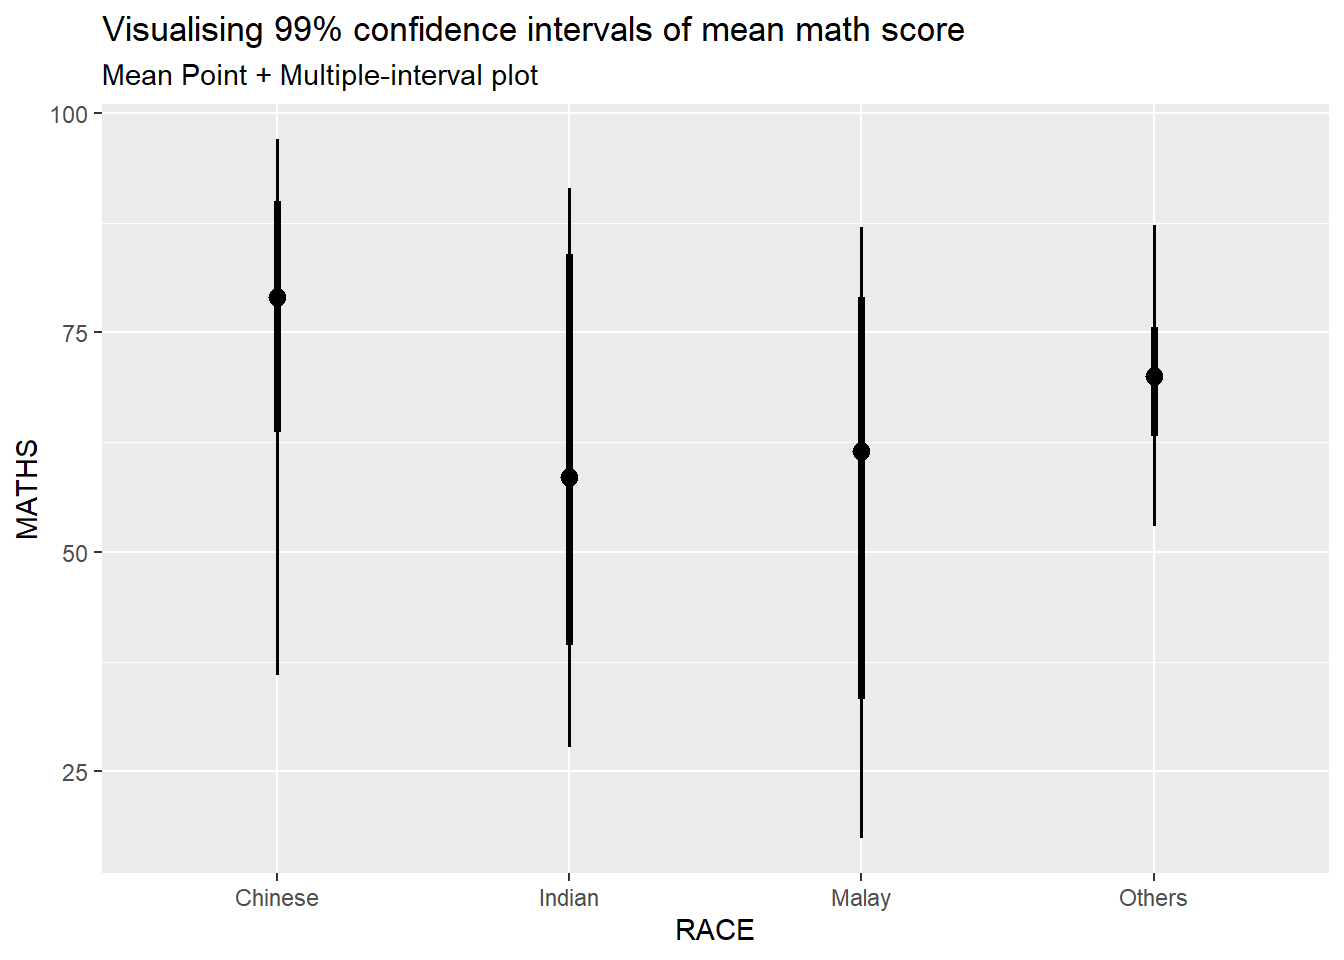 Visualising 99% confidence intervals of mean math score
Mean Point + Multiple-interval plot
100
75
50
25
MATHS
Chinese Indian Malay Others
RACE